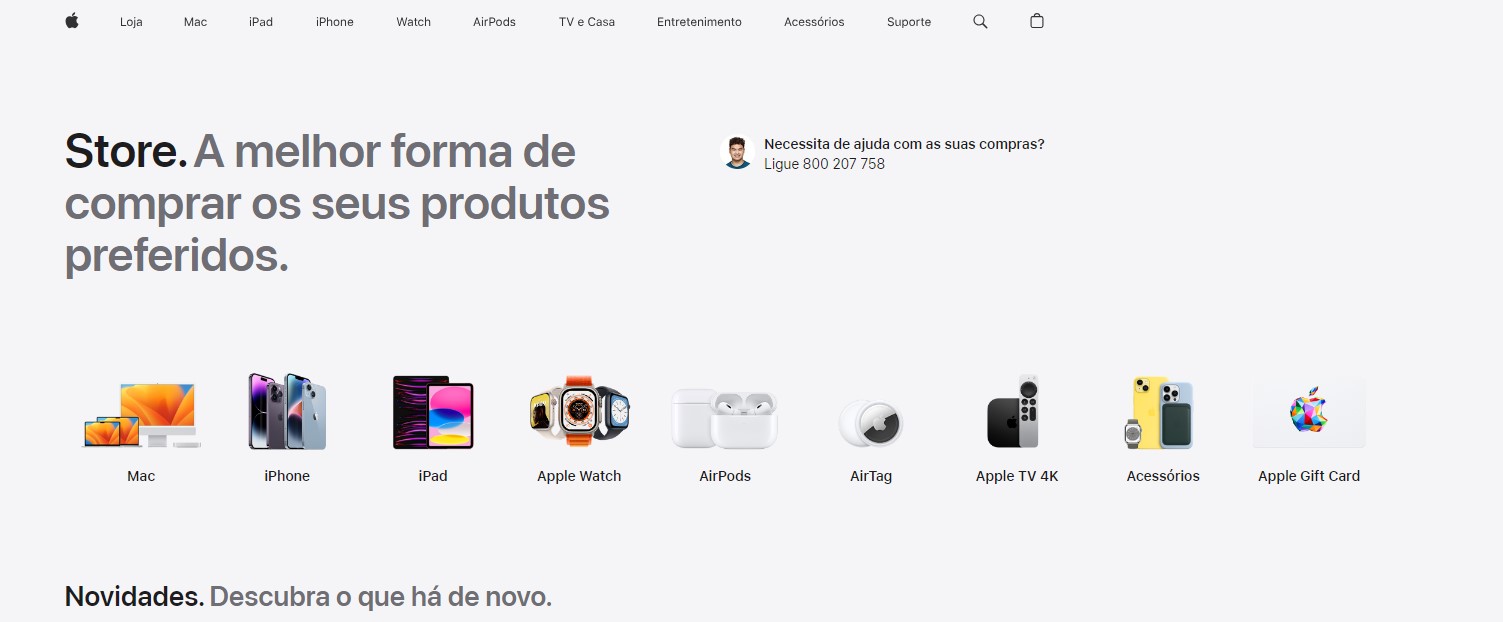 Loja Mac iPad iPhone Watch AirPods TV e Casa Entretenimento Acessórios Suporte
Store. A melhor forma de
comprar os seus produtos
preferidos.
Necessita de ajuda com as suas compras?
Ligue 800 207 758
Mac iPhone iPad Apple Watch AirPods AirTag Apple TV 4K Acessórios Apple Gift Card
Novidades. Descubra o que há de novo.